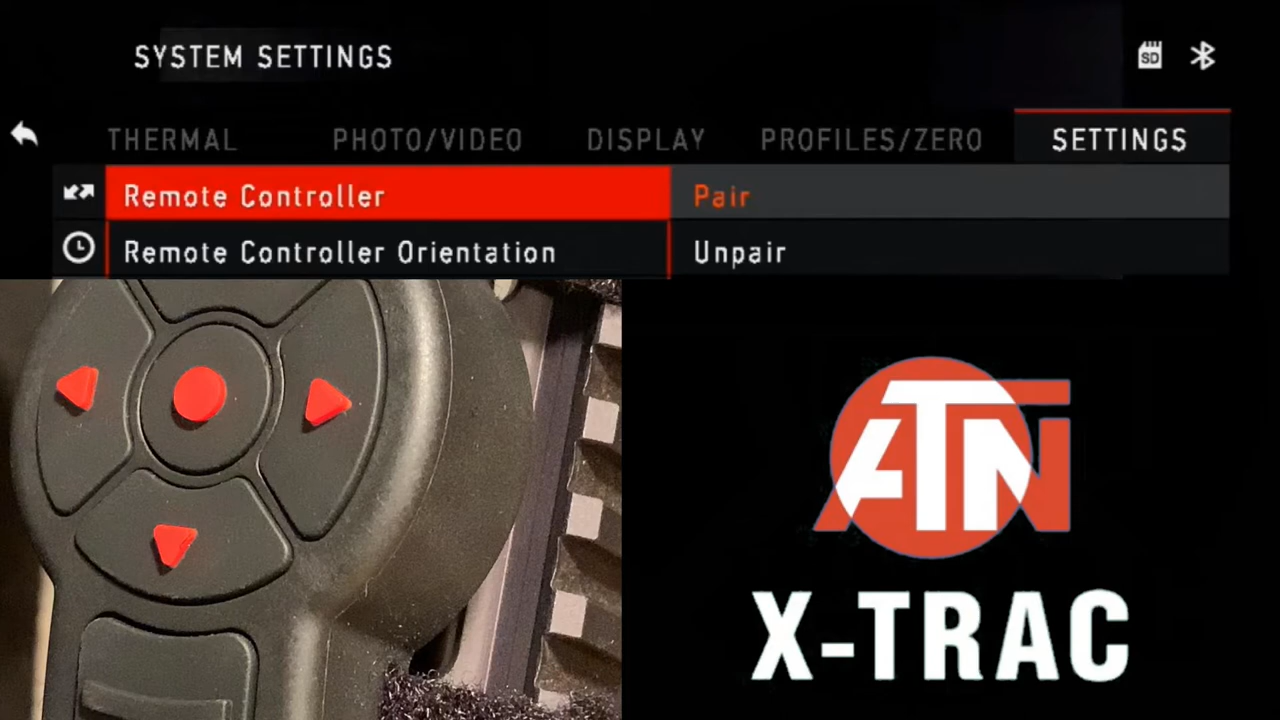 SYSTEM SETTINGS
SD
THERMAL PHOTO/VIDEO DISPLAY PROFILES/ZERO SETTINGS
Remote Controller Pair
Remote Controller Orientation Unpair
ATN
X-TRAC